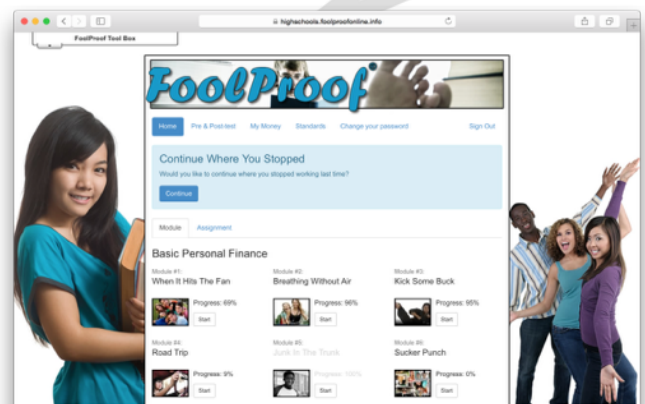 highschools.foolproofonline.info
FoolProof Tool Box
FoolProof®
Home Pre & Post-test My Money Standards Change your password Sign Out
Continue Where You Stopped
Would you like to continue where you stopped working last time?
Continue
Module Assignment
Basic Personal Finance
Module #1: Module #2: Module #3:
When It Hits The Fan Breathing Without Air Kick Some Buck
Progress: 69% Progress: 96% Progress: 95%
Start Start Start
Module #4: Module #5: Module #6:
Road Trip Junk In The Trunk Sucker Punch
Progress: 9% Progress: 100% Progress: 0%
Start Start Start